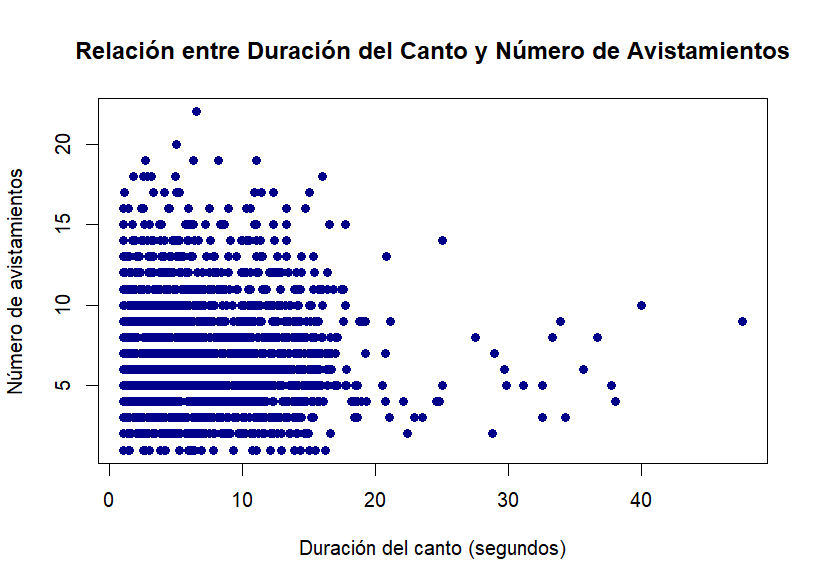 Relación entre Duración del Canto y Número de Avistamientos
Número de avistamientos
20
15
10
5
0 10 20 30 40
Duración del canto (segundos)